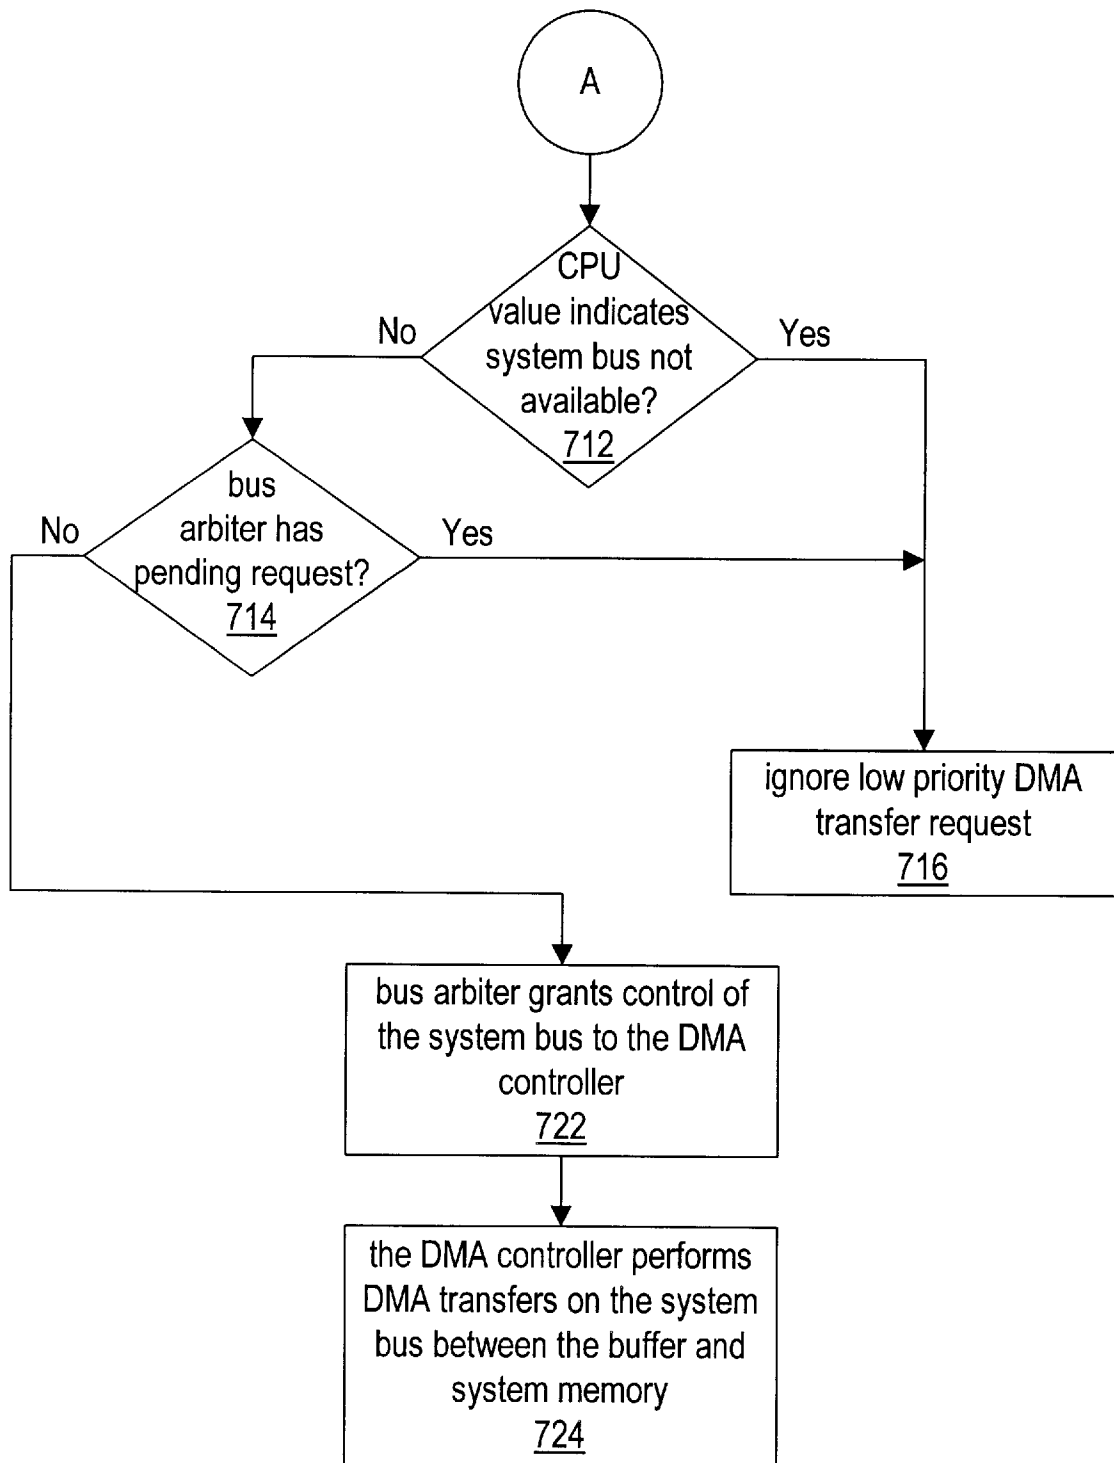 A
CPU
value indicates
system bus not
available?
712
No
Yes
bus
arbiter has
pending request?
714
No
Yes
ignore low priority DMA
transfer request
716
bus arbiter grants control of
the system bus to the DMA
controller
722
the DMA controller performs
DMA transfers on the system
bus between the buffer and
system memory
724